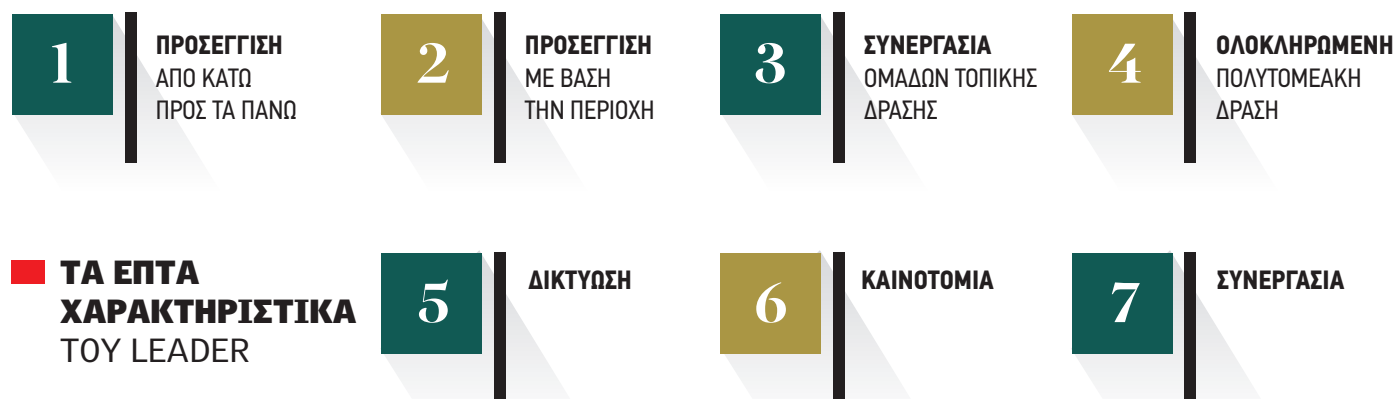 1
ΠΡΟΣΕΓΓΙΣΗ
ΑΠΟ ΚΑΤΩ
ΠΡΟΣ ΤΑ ΠΑΝΩ
2
ΠΡΟΣΕΓΓΙΣΗ
ΜΕ ΒΑΣΗ
ΤΗΝ ΠΕΡΙΟΧΗ
3
ΣΥΝΕΡΓΑΣΙΑ
ΟΜΑΔΩΝ ΤΟΠΙΚΗΣ
ΔΡΑΣΗΣ
4
ΟΛΟΚΛΗΡΩΜΕΝΗ
ΠΟΛΥΤΟΜΕΑΚΗ
ΔΡΑΣΗ
ΤΑ ΕΠΤΑ
ΧΑΡΑΚΤΗΡΙΣΤΙΚΑ
ΤΟΥ LEADER
5
ΔΙΚΤΥΩΣΗ
6
ΚΑΙΝΟΤΟΜΙΑ
7
ΣΥΝΕΡΓΑΣΙΑ